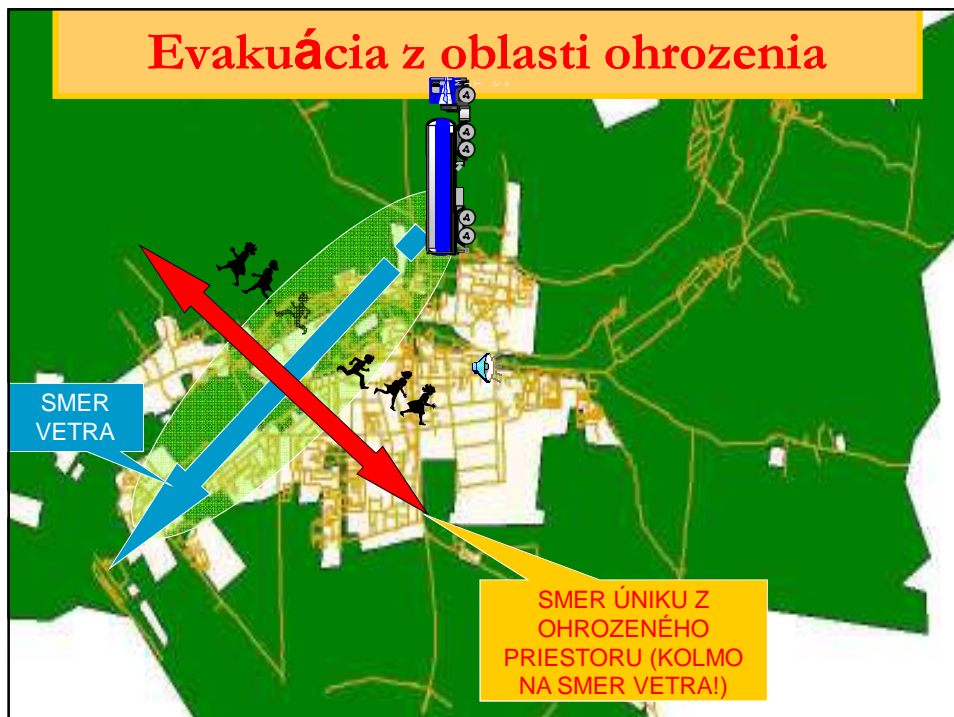 Evakuácia z oblasti ohrozenia
SMER
VETRA
SMER ÚNIKU Z
OHROZENÉHO
PRIESTORU (KOLMO
NA SMER VETRA!)